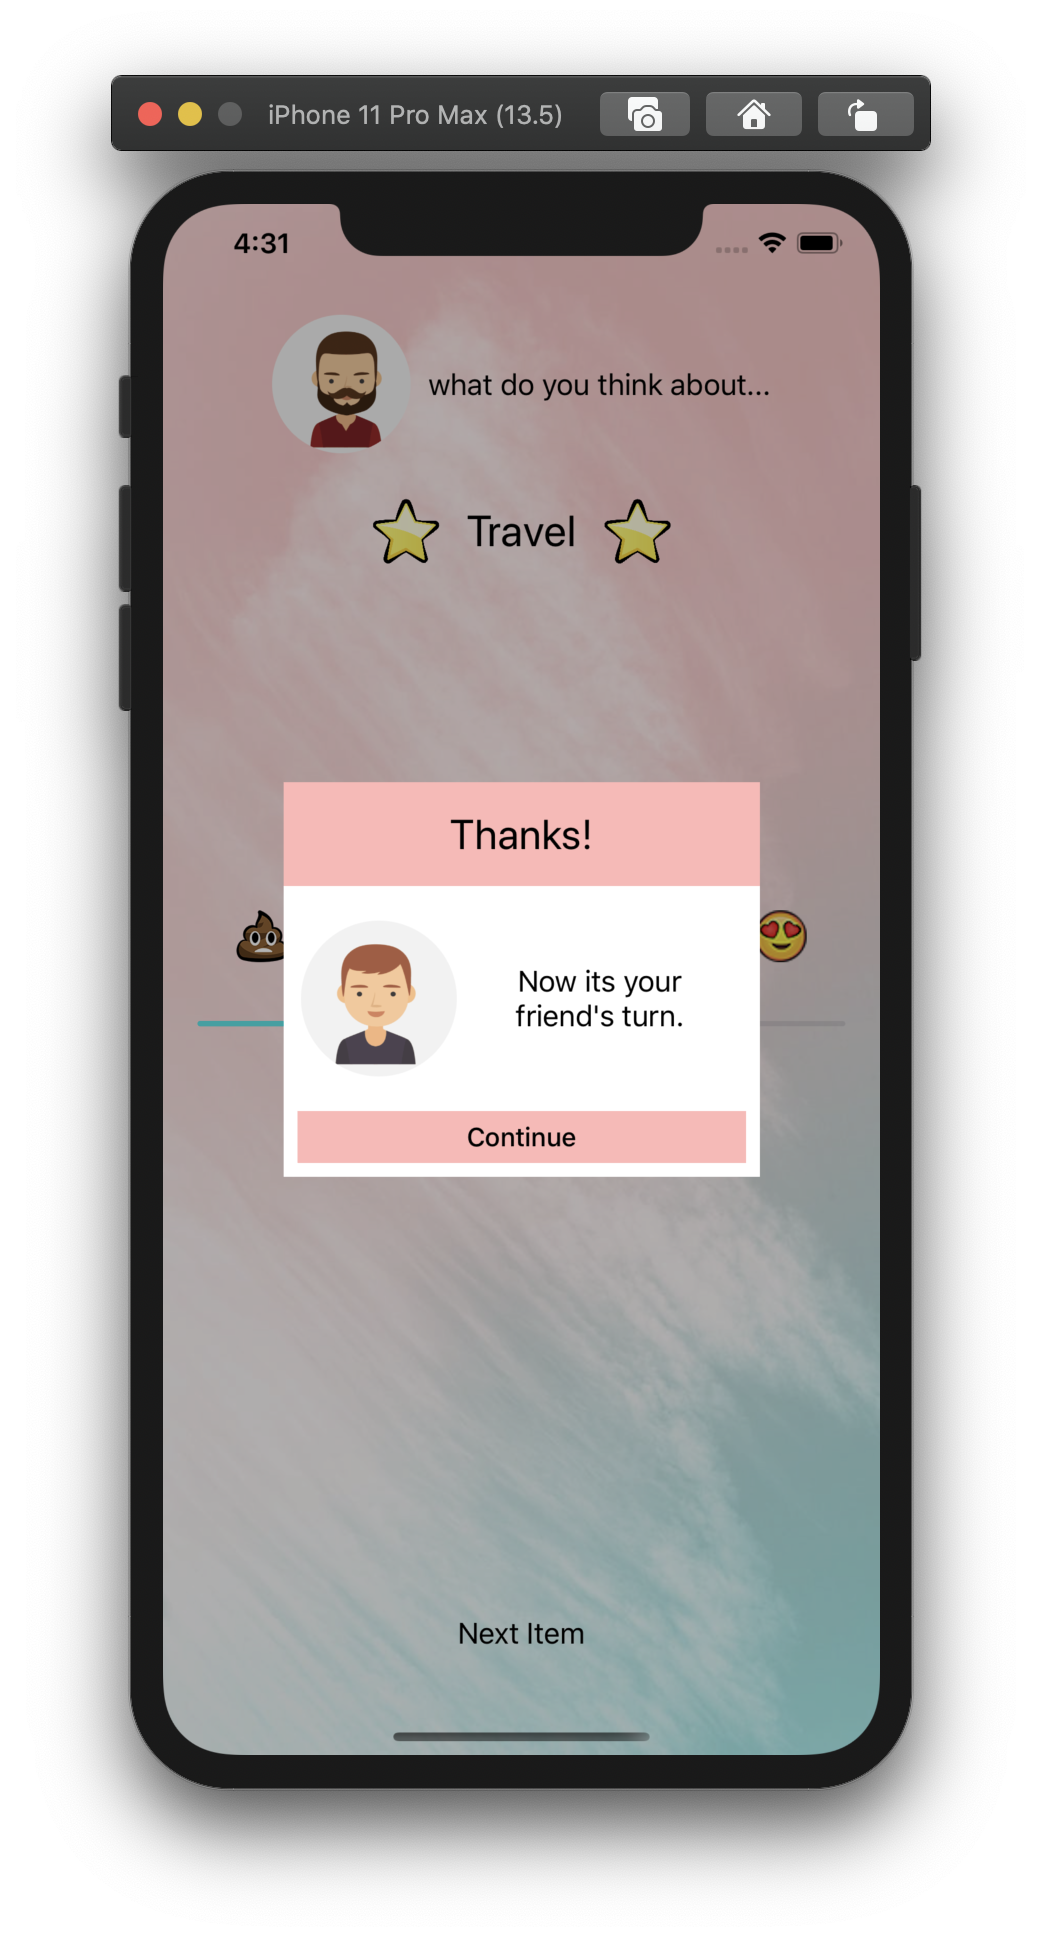 iPhone 11 Pro Max (13.5)
4:31
what do you think about...
Travel
Thanks!
Now its your
friend's turn.
Continue
Next Item